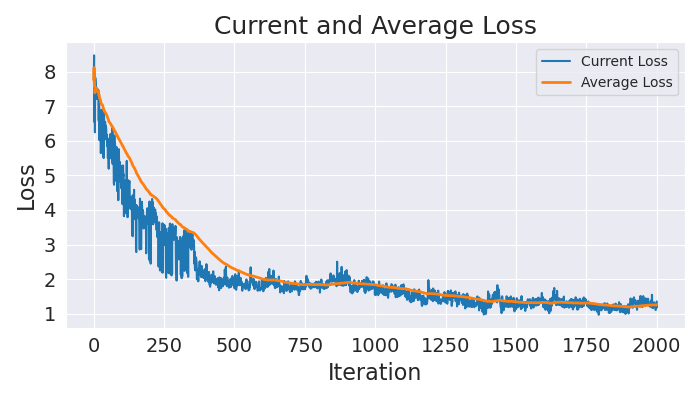 Current and Average Loss
Current Loss
Average Loss
8
7
6
5
4
3
2
1
Loss
0 250 500 750 1000 1250 1500 1750 2000
Iteration